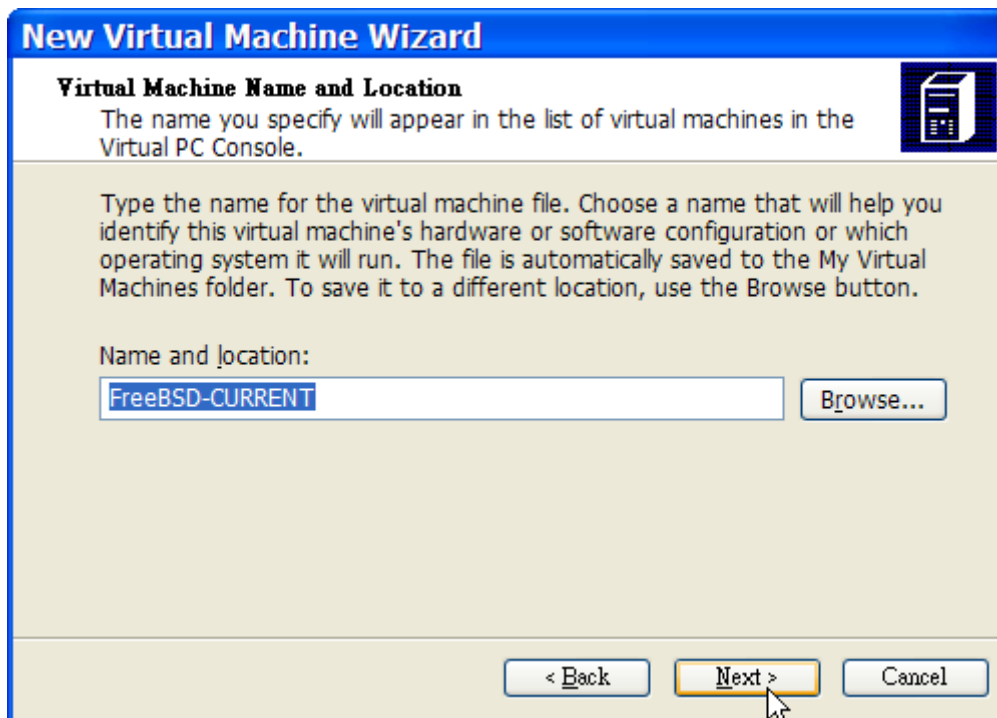 New Virtual Machine Wizard
Virtual Machine Name and Location
The name you specify will appear in the list of virtual machines in the
Virtual PC Console.
Type the name for the virtual machine file. Choose a name that will help you
identify this virtual machine's hardware or software configuration or which
operating system it will run. The file is automatically saved to the My Virtual
Machines folder. To save it to a different location, use the Browse button.
Name and location:
FreeBSD-CURRENT
Browse...
< Back
Next >
Cancel